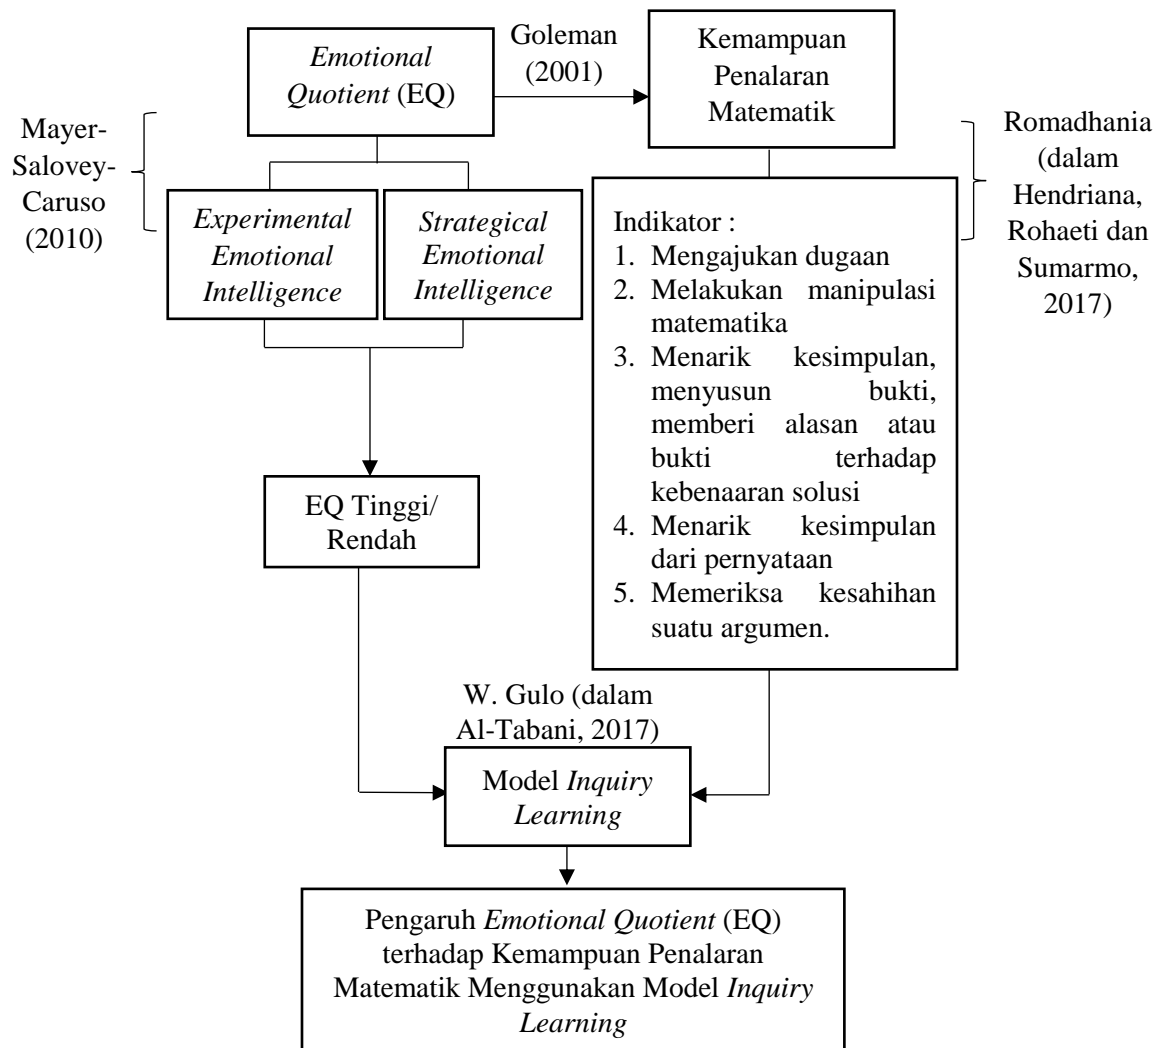 Emotional
Quotient (EQ)
Goleman
(2001)
Kemampuan
Penalaran
Matematik
Mayer-
Salovey-
Caruso
(2010)
Experimental
Emotional
Intelligence
Strategical
Emotional
Intelligence
Romadhania
(dalam
Hendriana,
Rohaeti dan
Sumarmo,
2017)
Indikator :
1. Mengajukan dugaan
2. Melakukan manipulasi
matematika
3. Menarik kesimpulan,
menyusun bukti,
memberi alasan atau
bukti terhadap
kebenaaran solusi
4. Menarik kesimpulan
dari pernyataan
5. Memeriksa kesahihan
suatu argumen.
EQ Tinggi/
Rendah
W. Gulo (dalam
Al-Tabani, 2017)
Model Inquiry
Learning
Pengaruh Emotional Quotient (EQ)
terhadap Kemampuan Penalaran
Matematik Menggunakan Model Inquiry
Learning